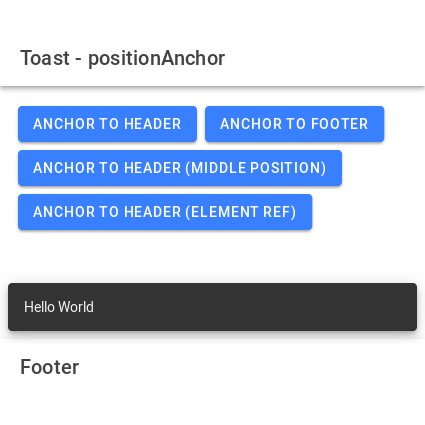 Toast - positionAnchor
ANCHOR TO HEADER ANCHOR TO FOOTER
ANCHOR TO HEADER (MIDDLE POSITION)
ANCHOR TO HEADER (ELEMENT REF)
Hello World
Footer